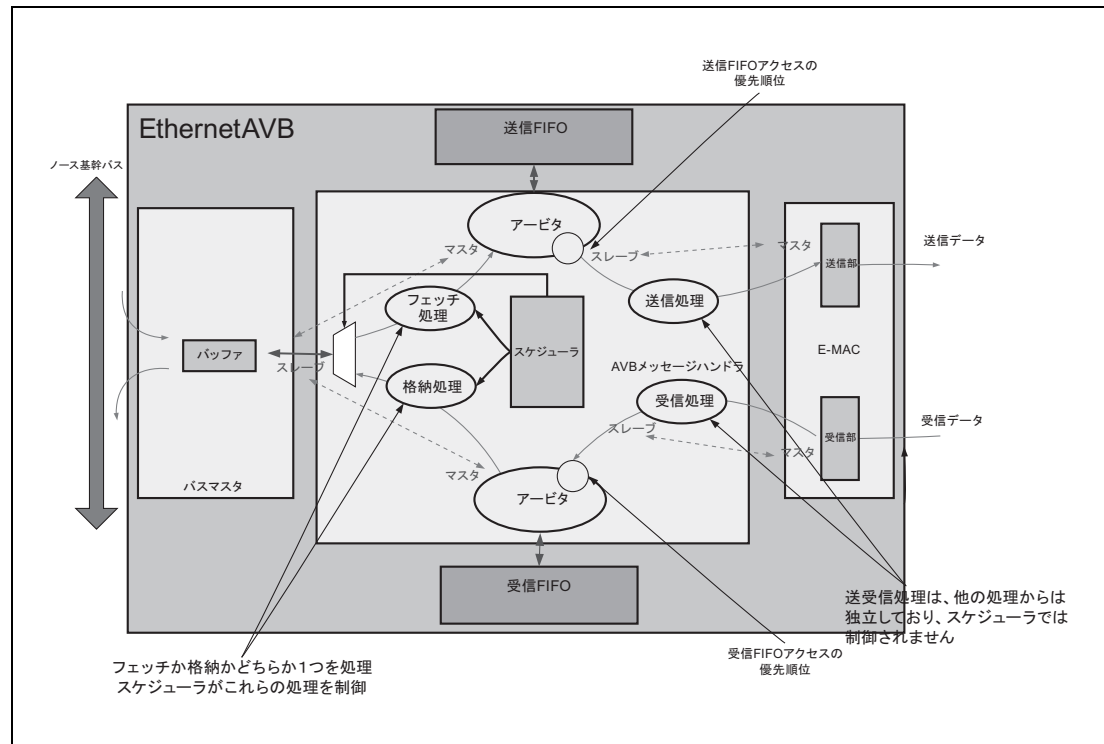 送信FIFOアクセスの
優先順位
EthernetAVB
送信FIFO
ノース基幹バス
アービタ
マスタ
スレーブ
マスタ
送信データ
送信部
フェッチ
処理
送信処理
スケジューラ
バッファ
スレーブ
E-MAC
AVBメッセージハンドラ
格納処理
受信処理
スレーブ
受信データ
受信部
マスタ
マスタ
バスマスタ
アービタ
受信FIFO
送受信処理は、他の処理からは
独立しており、スケジューラでは
制御されません
受信FIFOアクセスの
優先順位
フェッチか格納かどちらか1つを処理
スケジューラがこれらの処理を制御